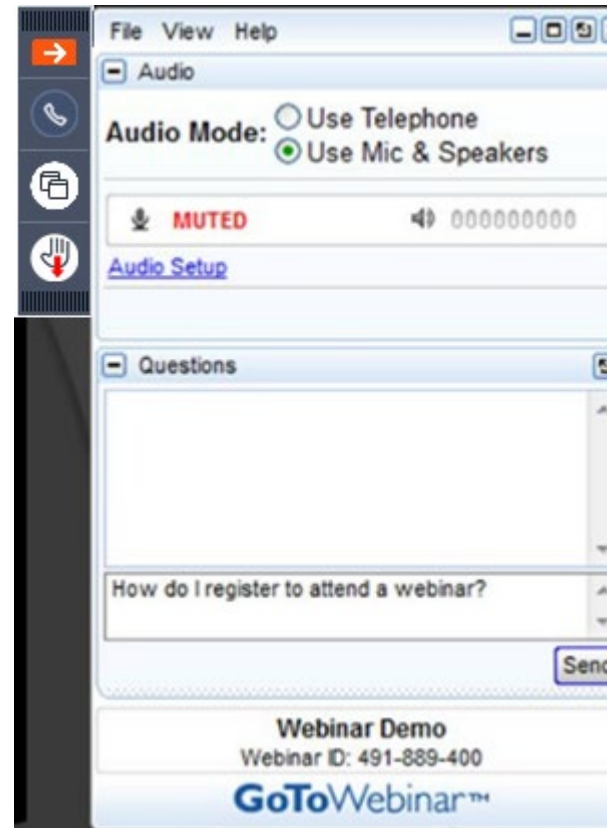 File View Help
Audio
Audio Mode:
Use Telephone
Use Mic & Speakers
MUTED
000000000
Audio Setup
Questions
How do I register to attend a webinar?
Send
Webinar Demo
Webinar ID: 491-889-400
GoToWebinar™